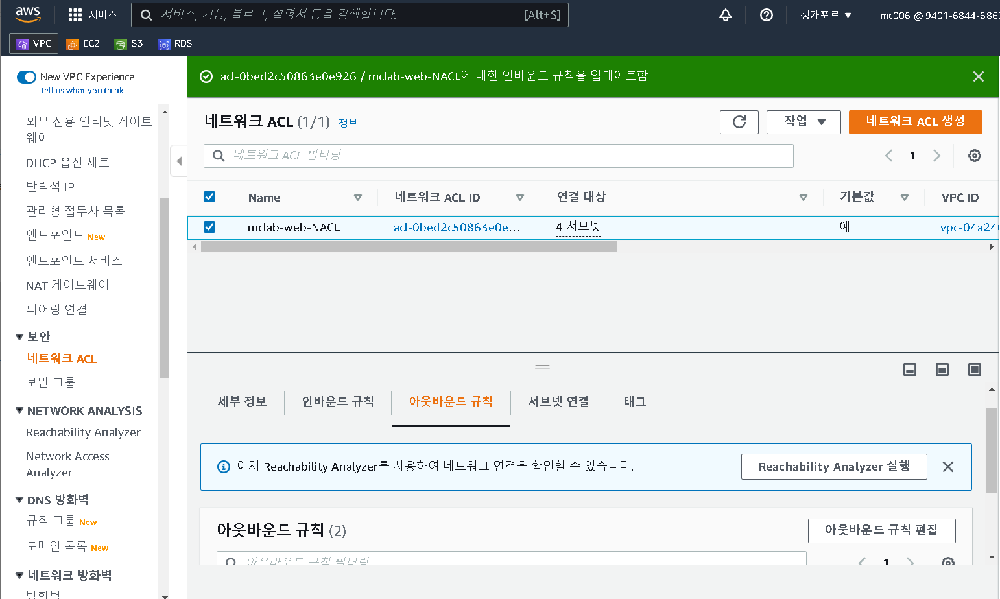 aws
서비스
서비스, 기능, 블로그, 설명서 등을 검색합니다.
[Alt+S]
싱가포르
mc006 @ 9401-6844-686
VPC
EC2
S3
RDS
New VPC Experience
Tell us what you think
외부 전용 인터넷 게이트
웨이
DHCP 옵션 세트
탄력적 IP
관리형 접두사 목록
엔드포인트 New
엔드포인트 서비스
NAT 게이트웨이
피어링 연결
보안
네트워크 ACL
보안 그룹
NETWORK ANALYSIS
Reachability Analyzer
Network Access
Analyzer
DNS 방화벽
규칙 그룹 New
도메인 목록 New
네트워크 방화벽
방화벽
acl-0bed2c50863e0e926 / mclab-web-NACL에 대한 인바운드 규칙을 업데이트함
네트워크 ACL (1/1) 정보
작업
네트워크 ACL 생성
네트워크 ACL 필터링
1
Name
네트워크 ACL ID
연결 대상
기본값
VPC ID
mclab-web-NACL
acl-0bed2c50863e0e...
4 서브넷
예
vpc-04a24
세부 정보
인바운드 규칙
아웃바운드 규칙
서브넷 연결
태그
이제 Reachability Analyzer를 사용하여 네트워크 연결을 확인할 수 있습니다.
Reachability Analyzer 실행
아웃바운드 규칙 (2)
아웃바운드 규칙 편집
아웃바운드 규칙 필터링
1